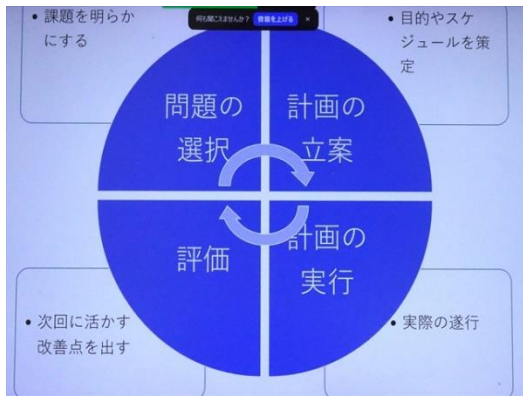 • 課題を明らか
にする
何も聞こえませんか？ 音量を上げる ×
• 目的やスケ
ジュールを策
定
問題の
選択
計画の
立案
評価
計画の
実行
• 次回に活かす
改善点を出す
• 実際の遂行